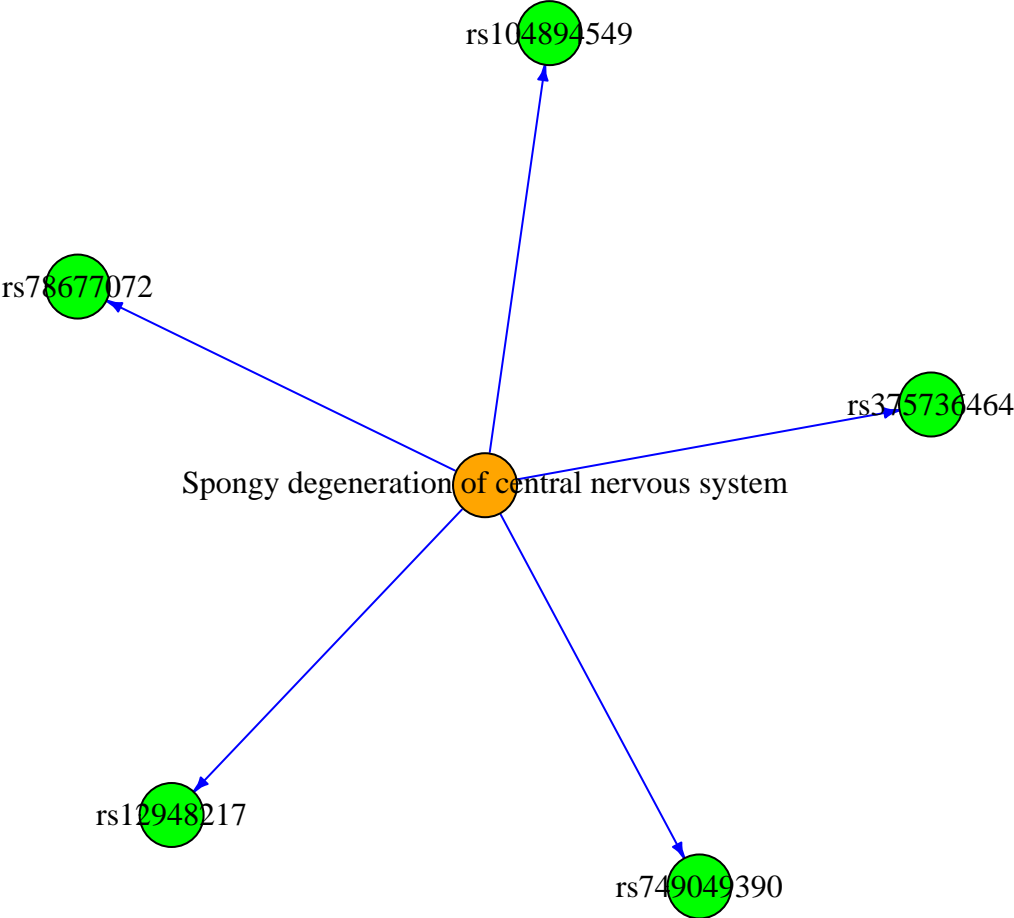 rs104894549
rs78677072
rs375736464
Spongy degeneration of central nervous system
rs12948217
rs749049390